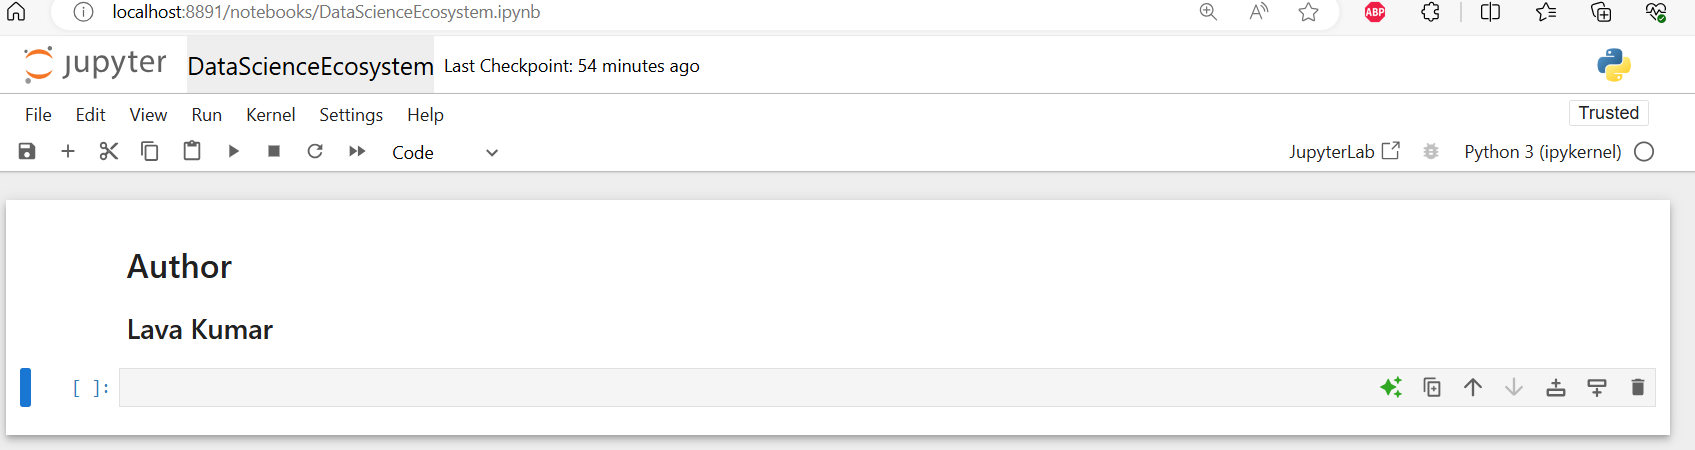 localhost:8891/notebooks/DataScienceEcosystem.ipynb
A
ABP
jupyter DataScienceEcosystem Last Checkpoint: 54 minutes ago
File Edit View Run Kernel Settings Help
Trusted
Code
JupyterLab Python 3 (ipykernel)
Author
Lava Kumar
[ ]: